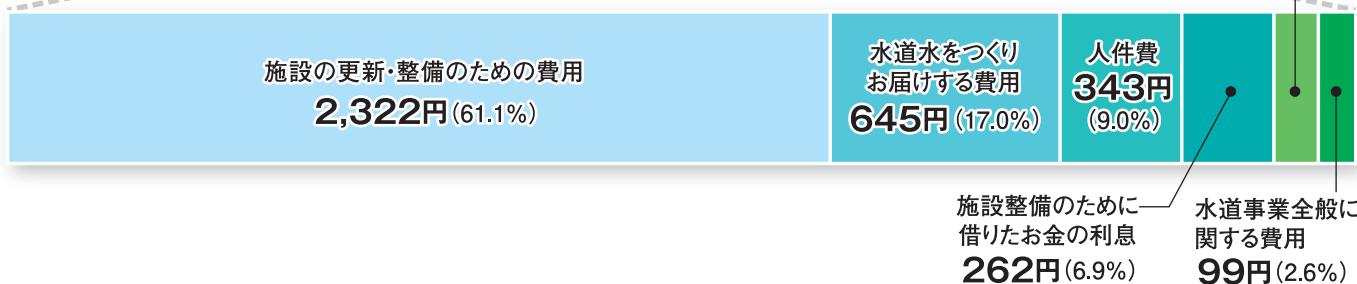 施設の更新・整備のための費用
2,322円(61.1%)
水道水をつくり
お届けする費用
645円(17.0%)
人件費
343円
(9.0%)
施設整備のために
借りたお金の利息
262円(6.9%)
水道事業全般に
関する費用
99円(2.6%)